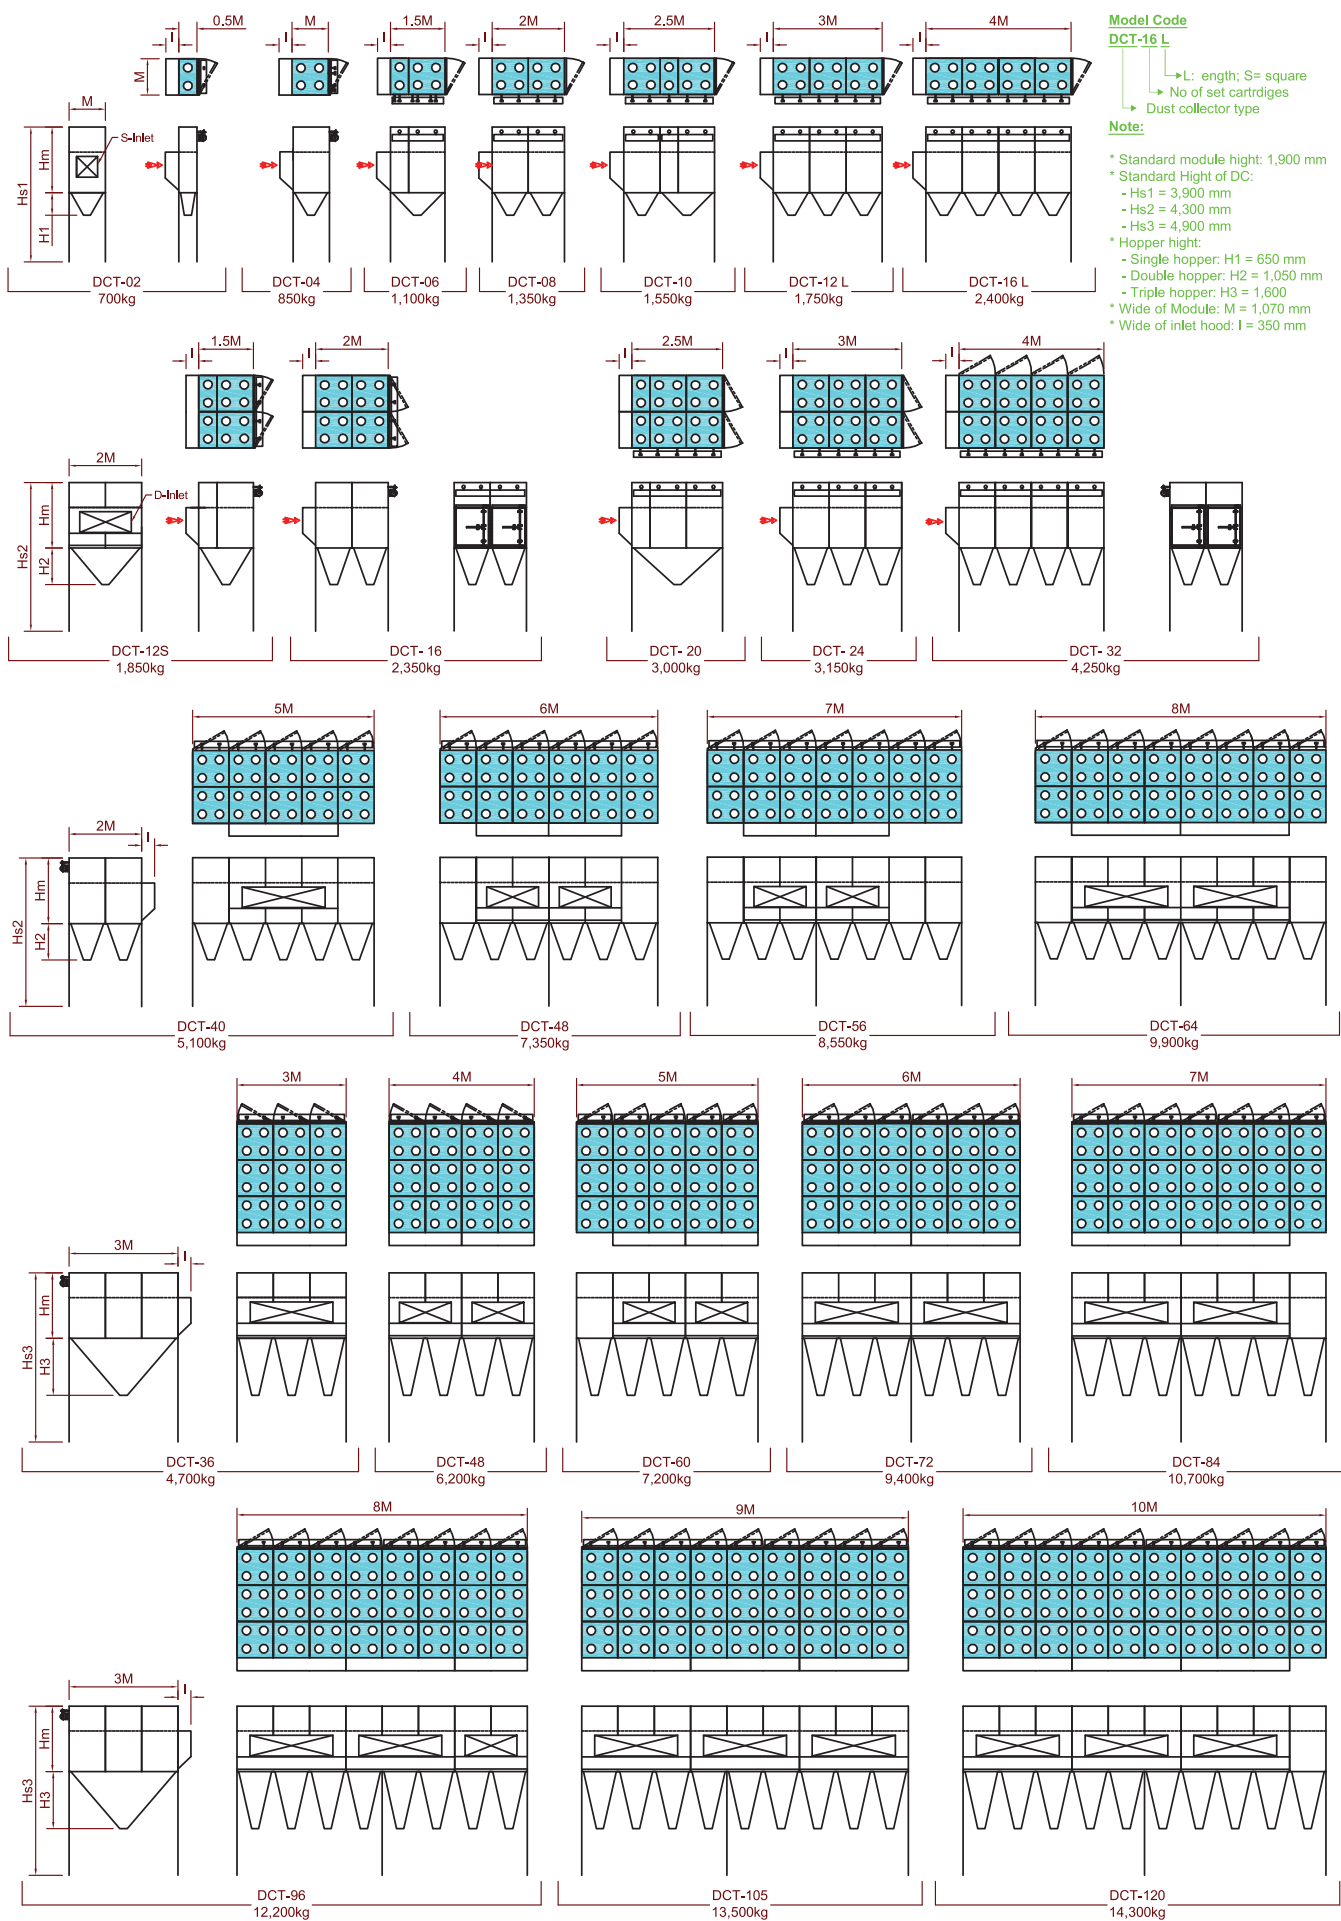 I
0.5M
I
M
I
1.5M
I
2M
I
2.5M
I
3M
I
4M
M
M
S-Inlet
Hm
Hs1
H1
DCT-02
700kg
DCT-04
850kg
DCT-06
1,100kg
DCT-08
1,350kg
DCT-10
1,550kg
DCT-12 L
1,750kg
DCT-16 L
2,400kg
Model Code
DCT-16 L
L: ength; S= square
No of set cartrdiges
Dust collector type
Note:
* Standard module hight: 1,900 mm
* Standard Hight of DC:
- Hs1 = 3,900 mm
- Hs2 = 4,300 mm
- Hs3 = 4,900 mm
* Hopper hight:
- Single hopper: H1 = 650 mm
- Double hopper: H2 = 1,050 mm
- Triple hopper: H3 = 1,600
* Wide of Module: M = 1,070 mm
* Wide of inlet hood: I = 350 mm
I
1.5M
I
2M
I
2.5M
I
3M
I
4M
2M
D-Inlet
Hm
Hs2
H2
DCT-12S
1,850kg
DCT- 16
2,350kg
DCT- 20
3,000kg
DCT- 24
3,150kg
DCT- 32
4,250kg
5M
6M
7M
8M
2M
I
Hm
Hs2
H2
DCT-40
5,100kg
DCT-48
7,350kg
DCT-56
8,550kg
DCT-64
9,900kg
3M
4M
5M
6M
7M
3M
I
Hm
Hs3
H3
DCT-36
4,700kg
DCT-48
6,200kg
DCT-60
7,200kg
DCT-72
9,400kg
DCT-84
10,700kg
8M
9M
10M
3M
I
Hm
Hs3
H3
DCT-96
12,200kg
DCT-105
13,500kg
DCT-120
14,300kg